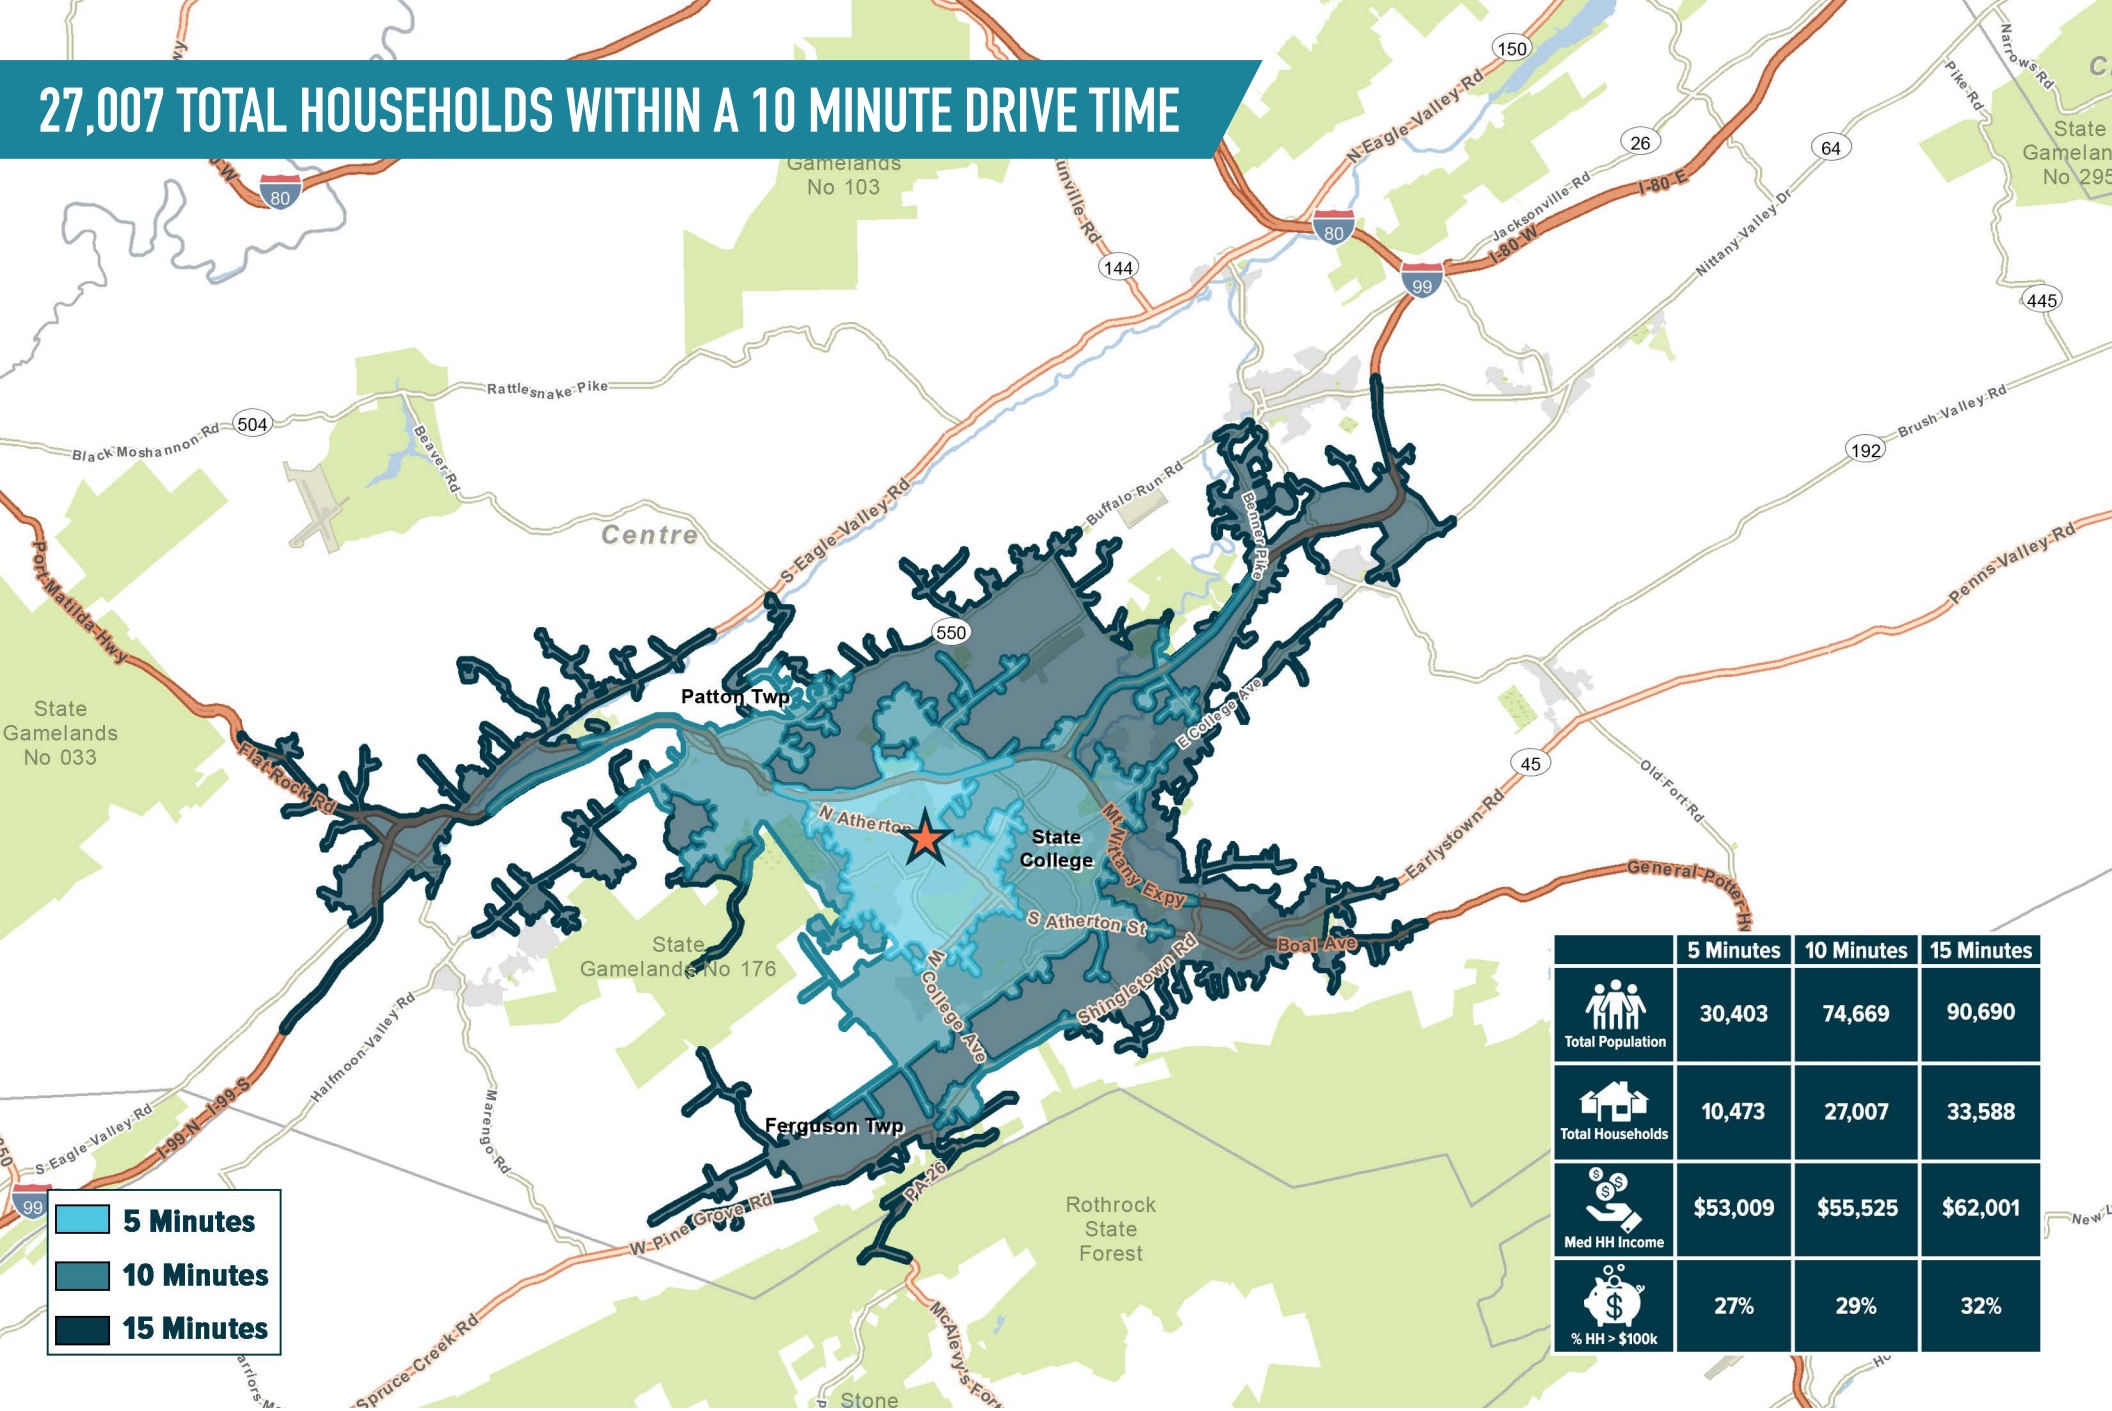 27,007 TOTAL HOUSEHOLDS WITHIN A 10 MINUTE DRIVE TIME
150
N Eagle Valley Rd
Narrows Rd
Pike Rd
26
64
State
Gamelands
No 103
80
unville Rd
144
80
99
Jacksonville Rd
I-80 E
I-80 W
Nittany Valley Dr
No 295
445
Rattlesnake Pike
504
Black Moshannon Rd
Beaver Rd
Brush Valley Rd
192
Centre
S Eagle Valley Rd
Buffalo Run Rd
Benner Pike
Port Matilda Hwy
Penns Valley Rd
550
Patton Twp
E College Ave
State
Gamelands
No 033
Flat Rock Rd
45
Old Fort Rd
N Atherton
State
College
Mt Nittany Expy
Earlystown Rd
General Potter
S Atherton St
Boal Ave
State
Gamelands No 176
W College Ave
Shingletown Rd
Halfmoon Valley Rd
Marengo Rd
Ferguson Twp
S Eagle Valley Rd
I-99 N
I-99 S
99
PA-26
W Pine Grove Rd
Rothrock
State
Forest
Spruce Creek Rd
McAlevy's Fort
Stone
5 Minutes
10 Minutes
15 Minutes
5 Minutes 10 Minutes 15 Minutes
Total Population 30,403 74,669 90,690
Total Households 10,473 27,007 33,588
Med HH Income $53,009 $55,525 $62,001
% HH > $100k 27% 29% 32%